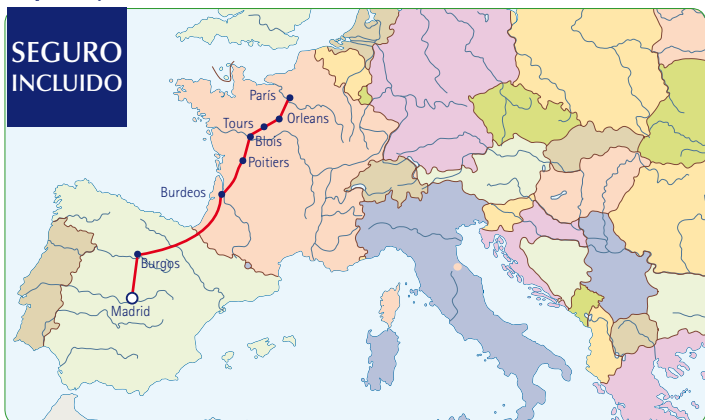 SEGURO
INCLUIDO
París
Orleans
Tours
Blois
Poitiers
Burdeos
Burgos
Madrid